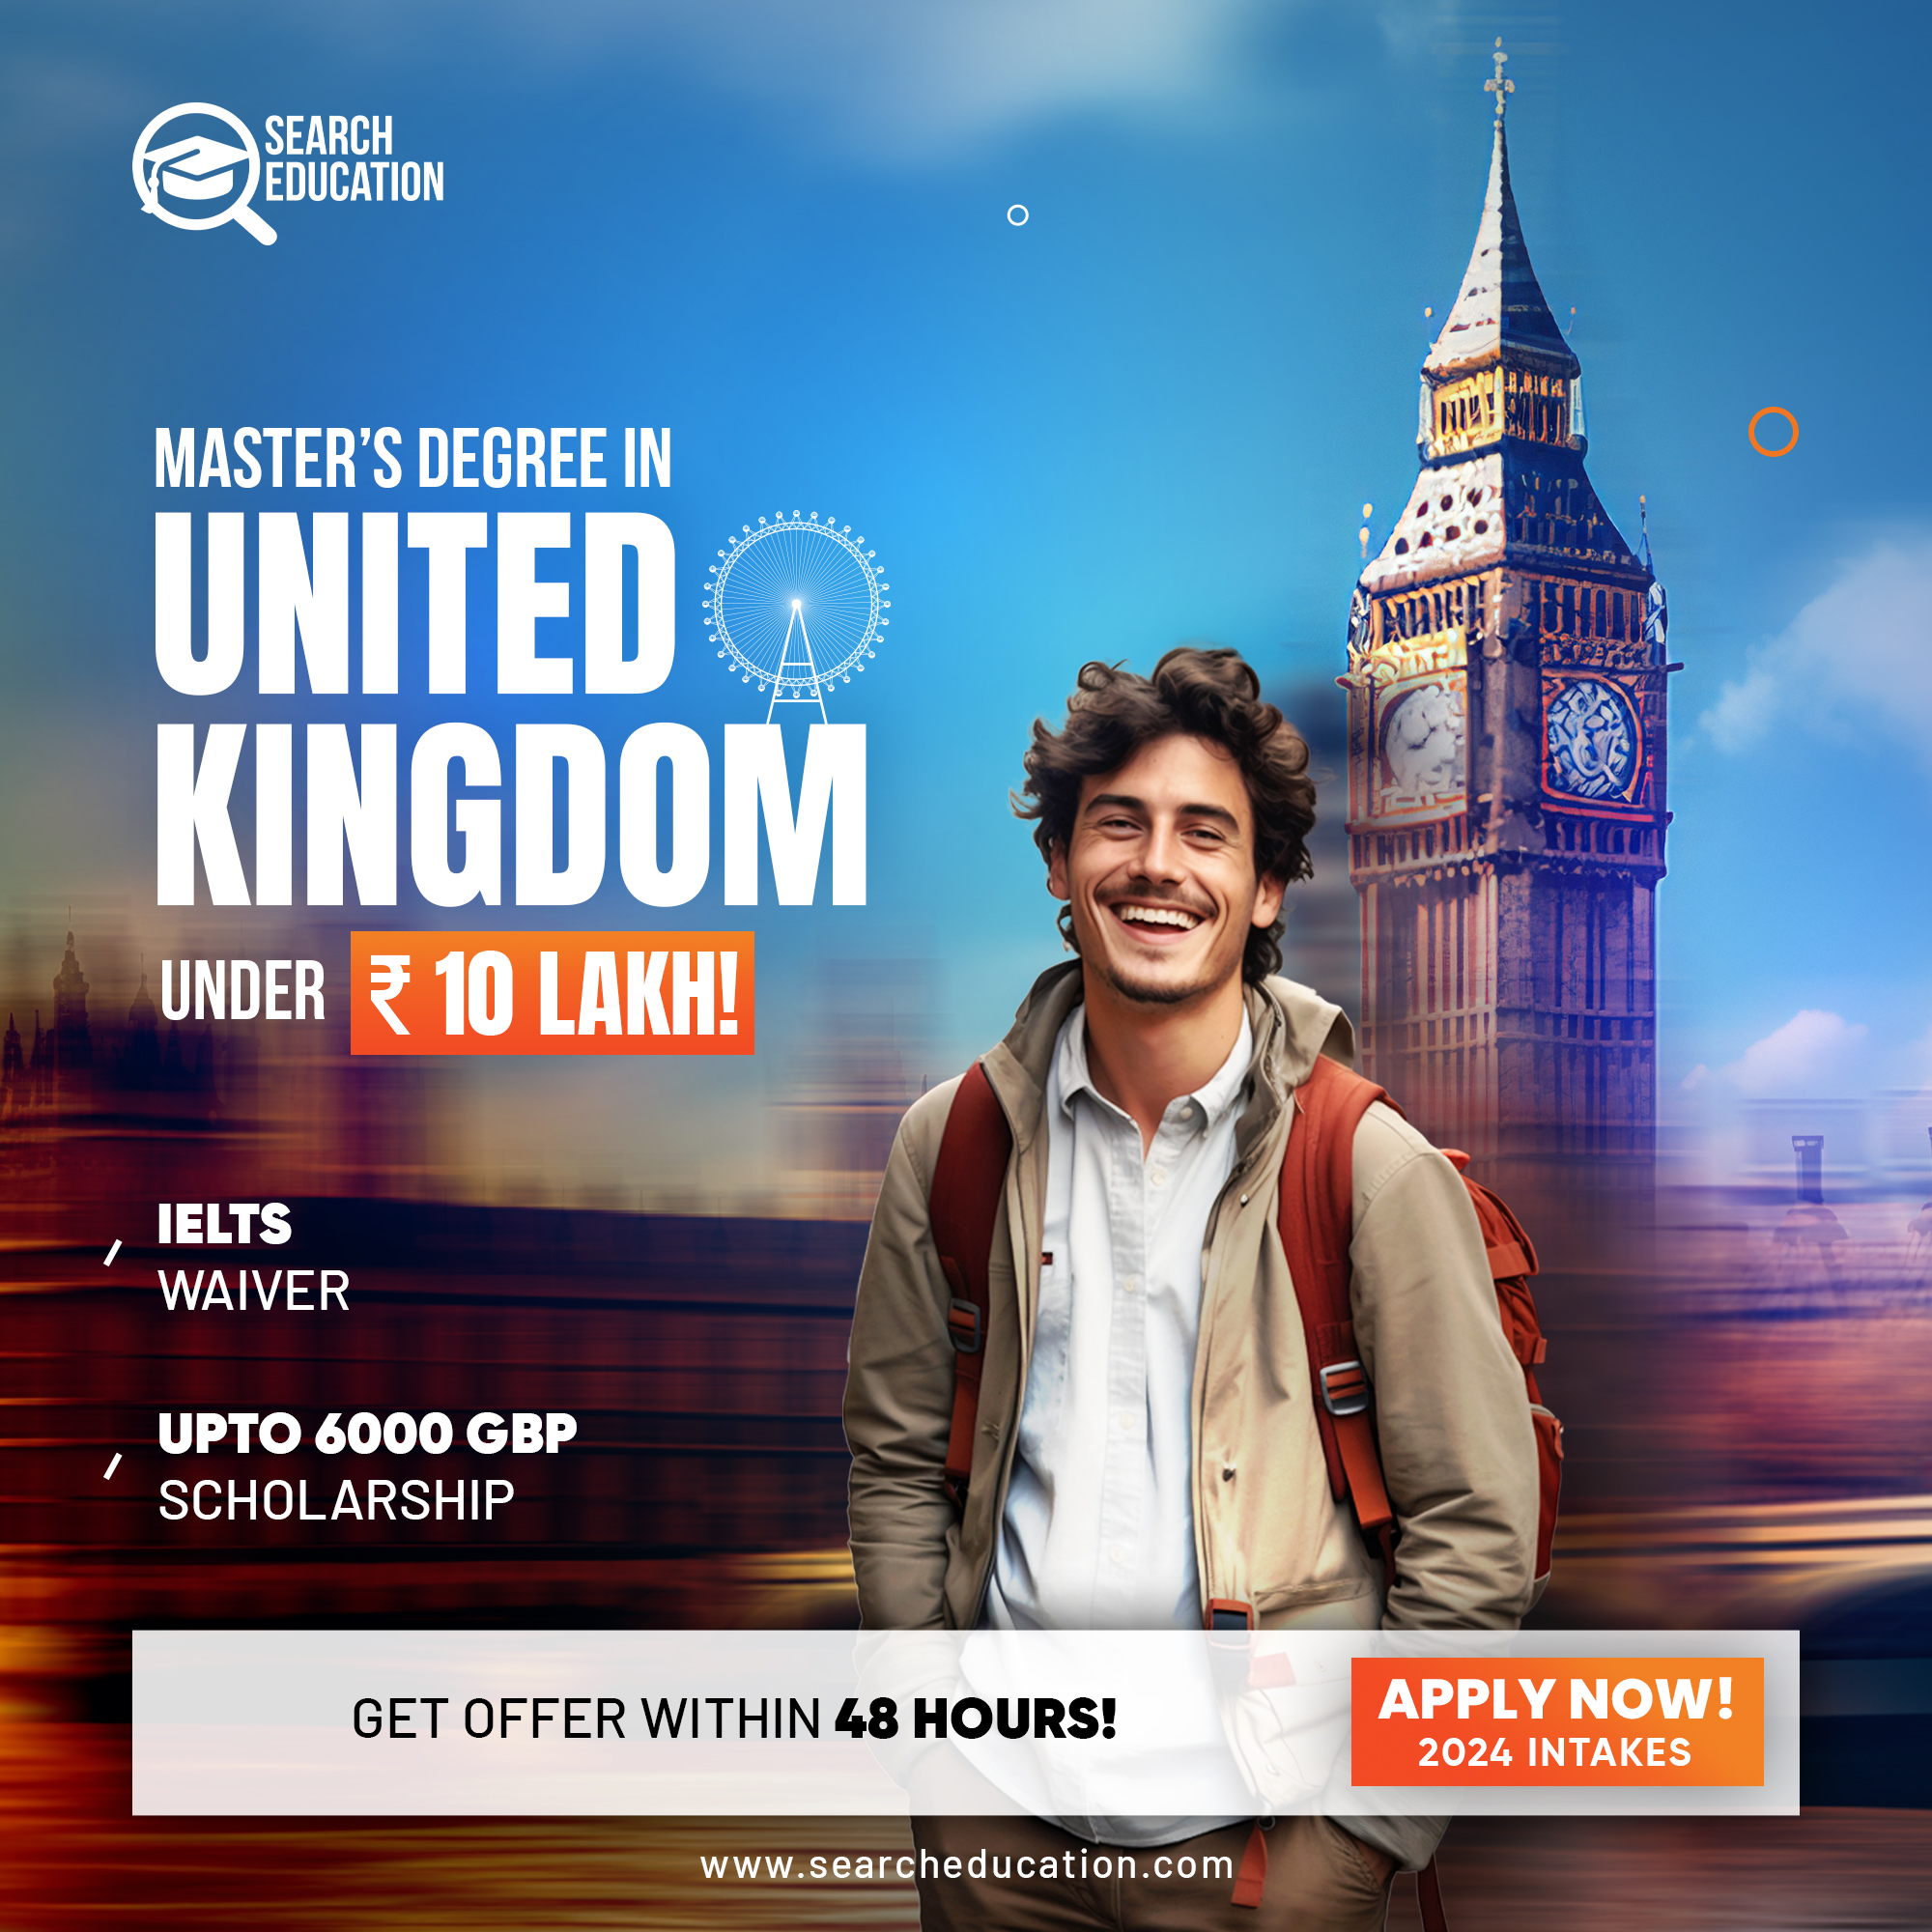 SEARCH
EDUCATION
MASTER’S DEGREE IN
UNITED
KINGDOM
UNDER ₹ 10 LAKH!
IELTS
WAIVER
UPTO 6000 GBP
SCHOLARSHIP
GET OFFER WITHIN 48 HOURS!
APPLY NOW!
2024 INTAKES
www.searcheducation.com